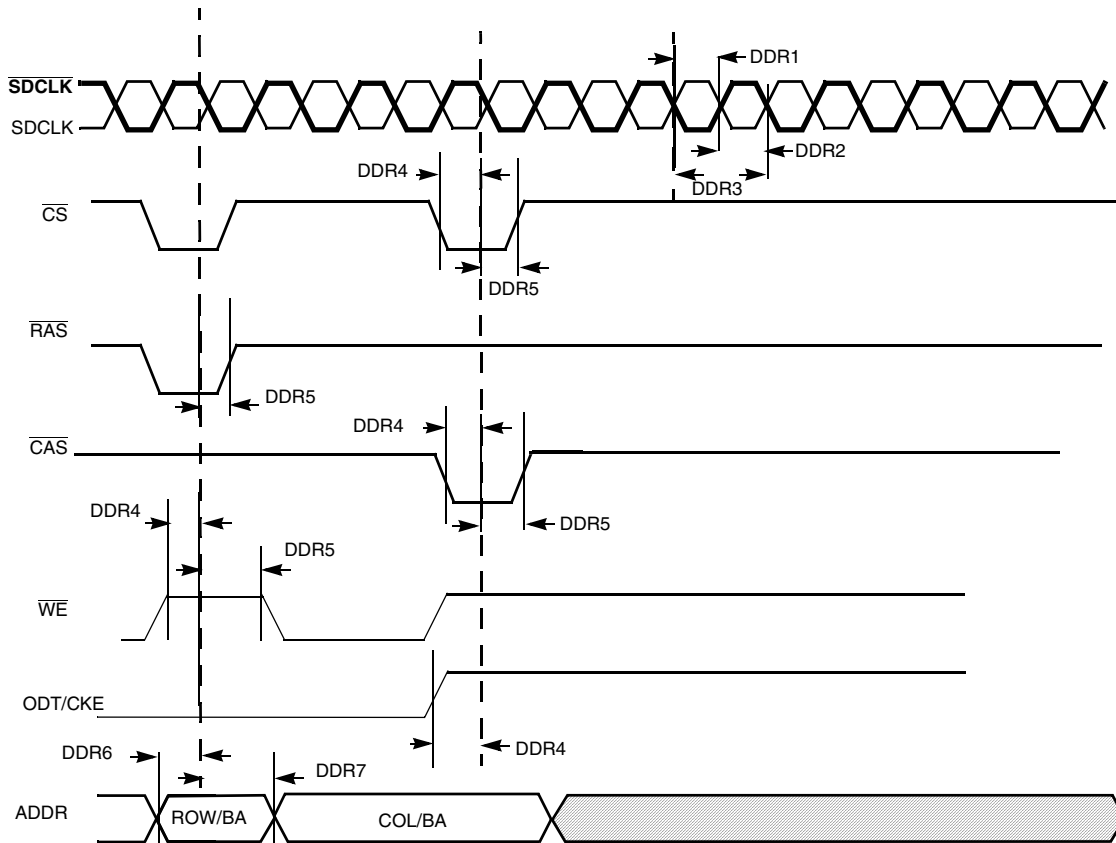 DDR1
SDCLK
SDCLK
DDR2
DDR4
DDR3
CS
DDR5
RAS
DDR5
DDR4
CAS
DDR4
DDR5
DDR5
WE
ODT/CKE
DDR4
DDR6
DDR7
ADDR
ROW/BA
COL/BA